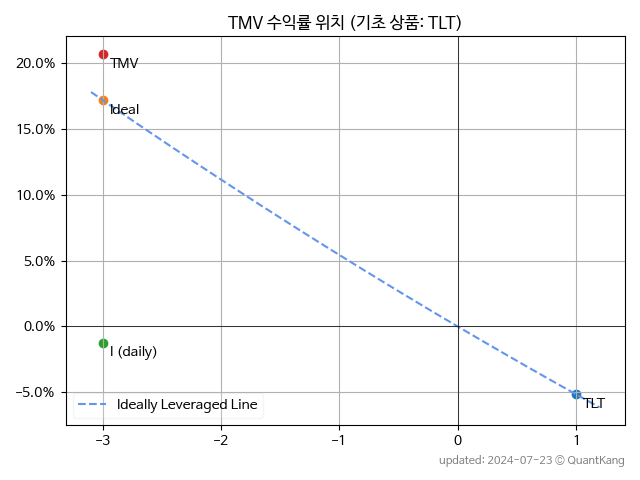 TMV 수익률 위치 (기초 상품: TLT)
20.0%
15.0%
10.0%
5.0%
0.0%
−5.0%
TMV
Ideal
I (daily)
TLT
Ideally Leveraged Line
−3 −2 −1 0 1
updated: 2024-07-23 © QuantKang